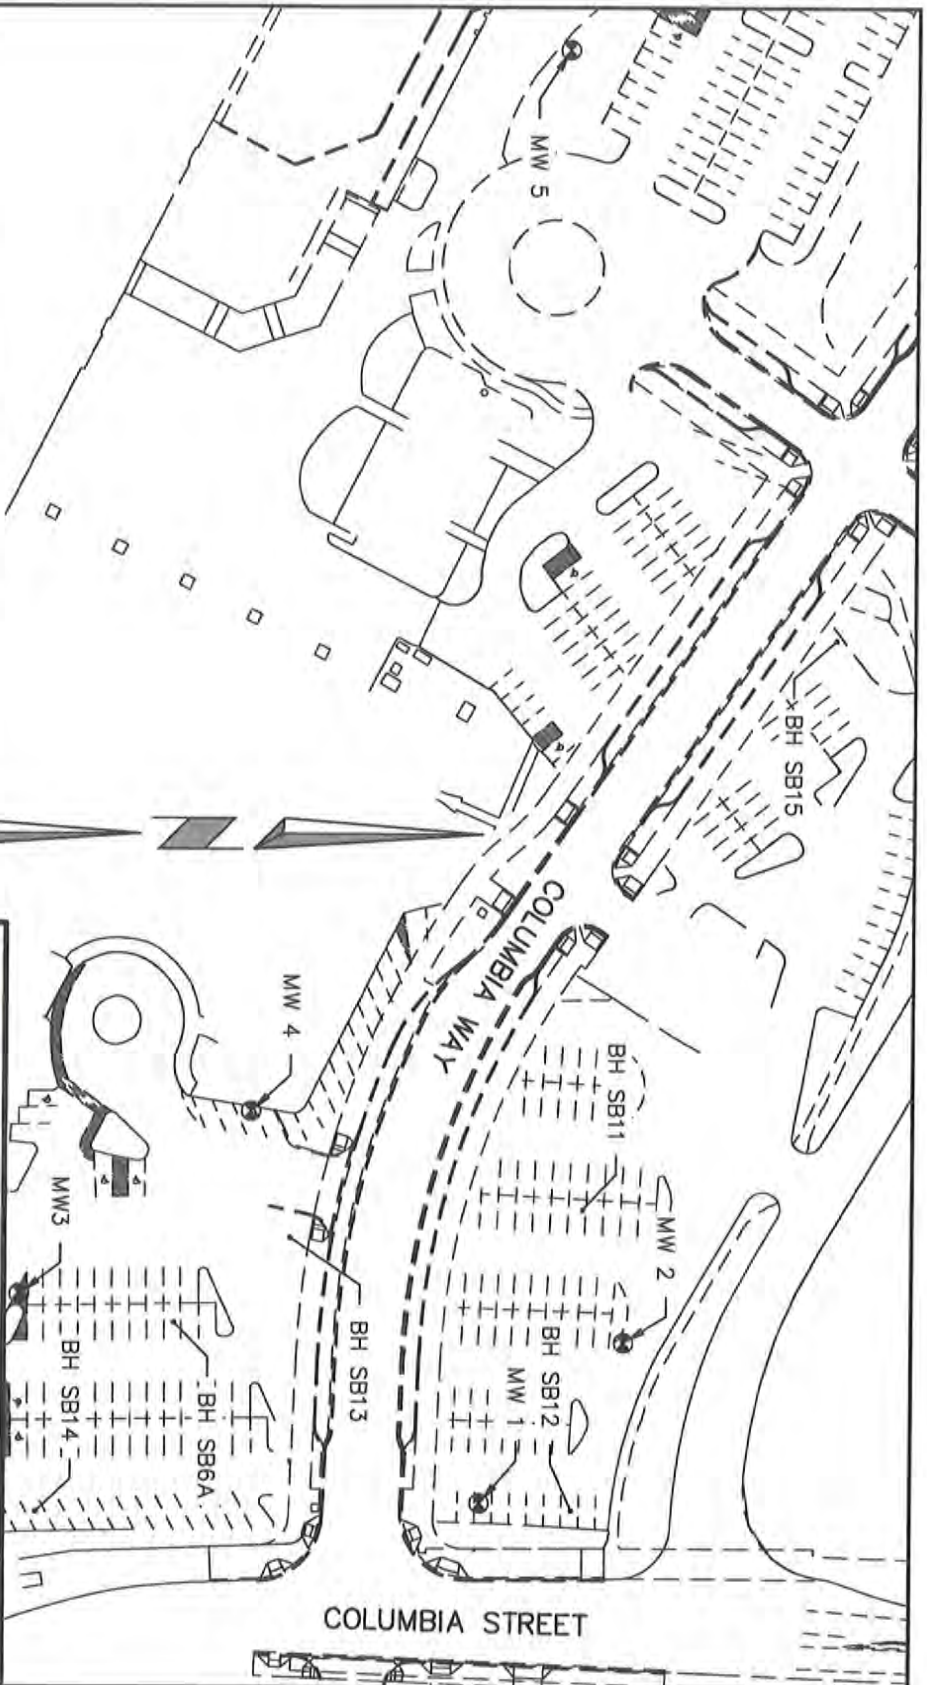 MW 5
BH SB15
COLUMBIA WAY
MW 4
BH SB11
MW 2
MW3
BH SB13
BH SB12
MW 1
BH SB14
BH SB6A
COLUMBIA STREET